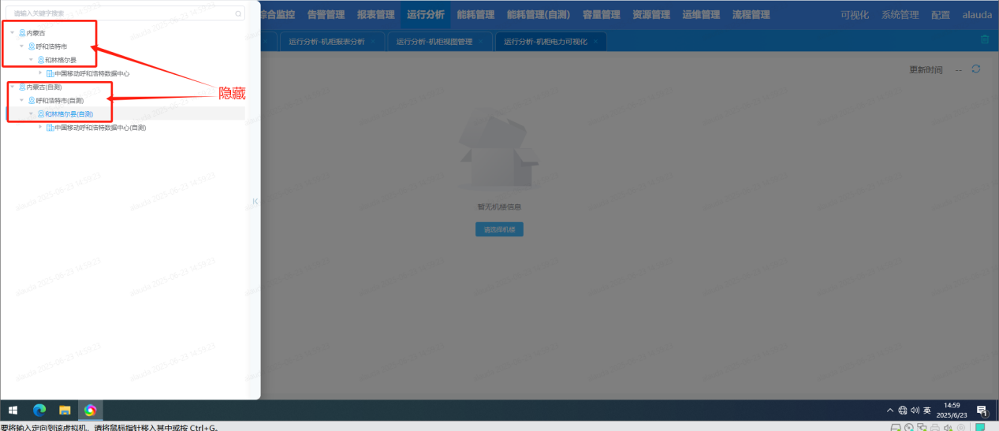 请输入关键字搜索
综合监控 告警管理 报表管理 运行分析 能耗管理 能耗管理(自测) 容量管理 资源管理 运维管理 流程管理 可视化 系统管理 配置 alauda
运行分析-机柜报表分析 × 运行分析-机柜视图管理 × 运行分析-机柜电力可视化 ×
内蒙古
呼和浩特市
和林格尔县
中国移动呼和浩特数据中心
内蒙古(自测)
呼和浩特市(自测)
和林格尔县(自测)
中国移动呼和浩特数据中心(自测)
隐藏
更新时间 --
暂无机楼信息
请选择机楼
alauda 2025-06-23 14:59:23
英
14:59
2025/6/23
要将输入定向到该虚拟机，请将鼠标指针移入其中或按 Ctrl+G。